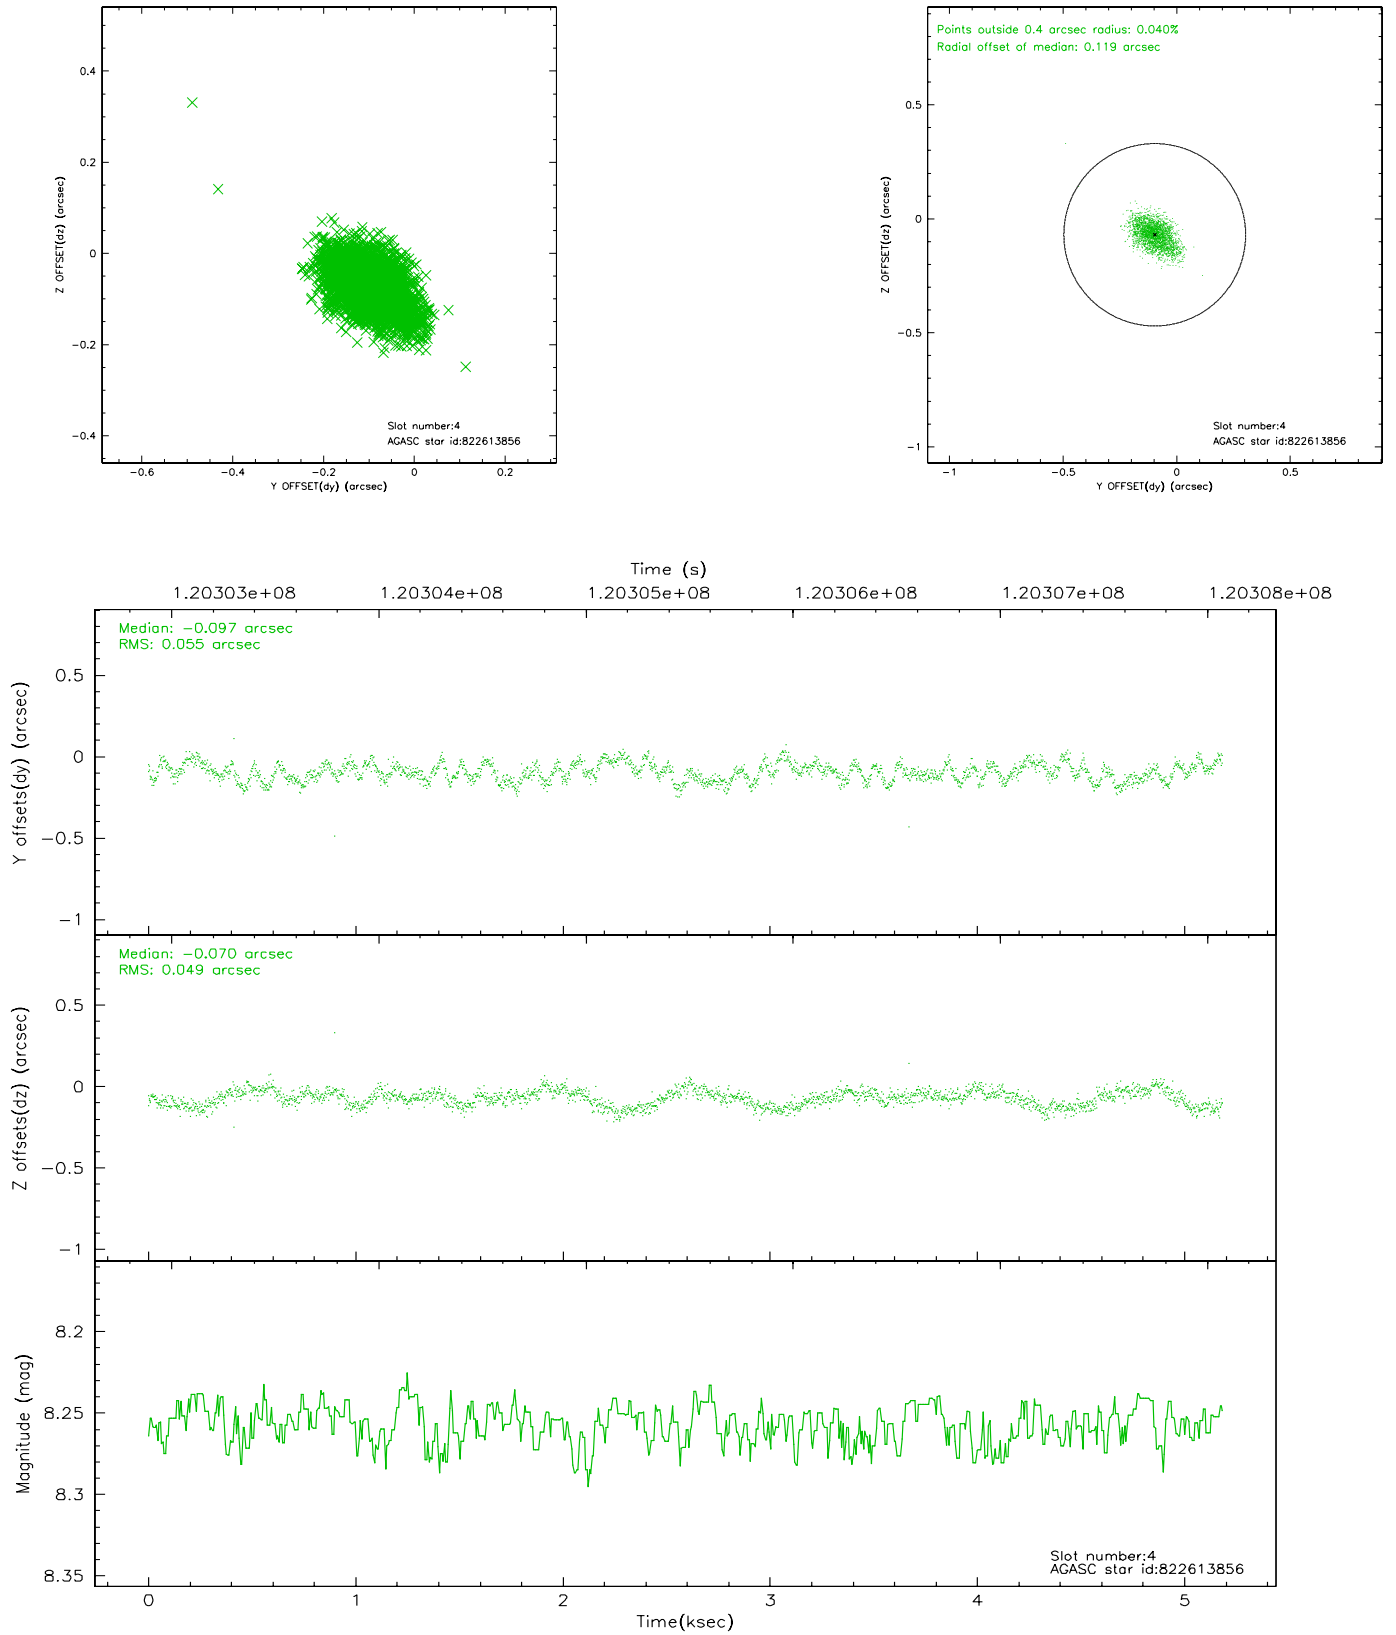 0.4
0.2
0
−0.2
−0.4
Z OFFSET(dz) (arcsec)
Slot number:4
AGASC star id:822613856
−0.6 −0.4 −0.2 0 0.2
Y OFFSET(dy) (arcsec)
Points outside 0.4 arcsec radius: 0.040%
Radial offset of median: 0.119 arcsec
0.5
0
−0.5
−1
Z OFFSET(dz) (arcsec)
Slot number:4
AGASC star id:822613856
−1 −0.5 0 0.5
Y OFFSET(dy) (arcsec)
Time (s)
1.20303e+08 1.20304e+08 1.20305e+08 1.20306e+08 1.20307e+08 1.20308e+08
Median: −0.097 arcsec
RMS: 0.055 arcsec
0.5
0
−0.5
−1
Y offsets(dy) (arcsec)
Median: −0.070 arcsec
RMS: 0.049 arcsec
0.5
0
−0.5
−1
Z offsets(dz) (arcsec)
8.2
8.25
8.3
8.35
Magnitude (mag)
Slot number:4
AGASC star id:822613856
0 1 2 3 4 5
Time(ksec)